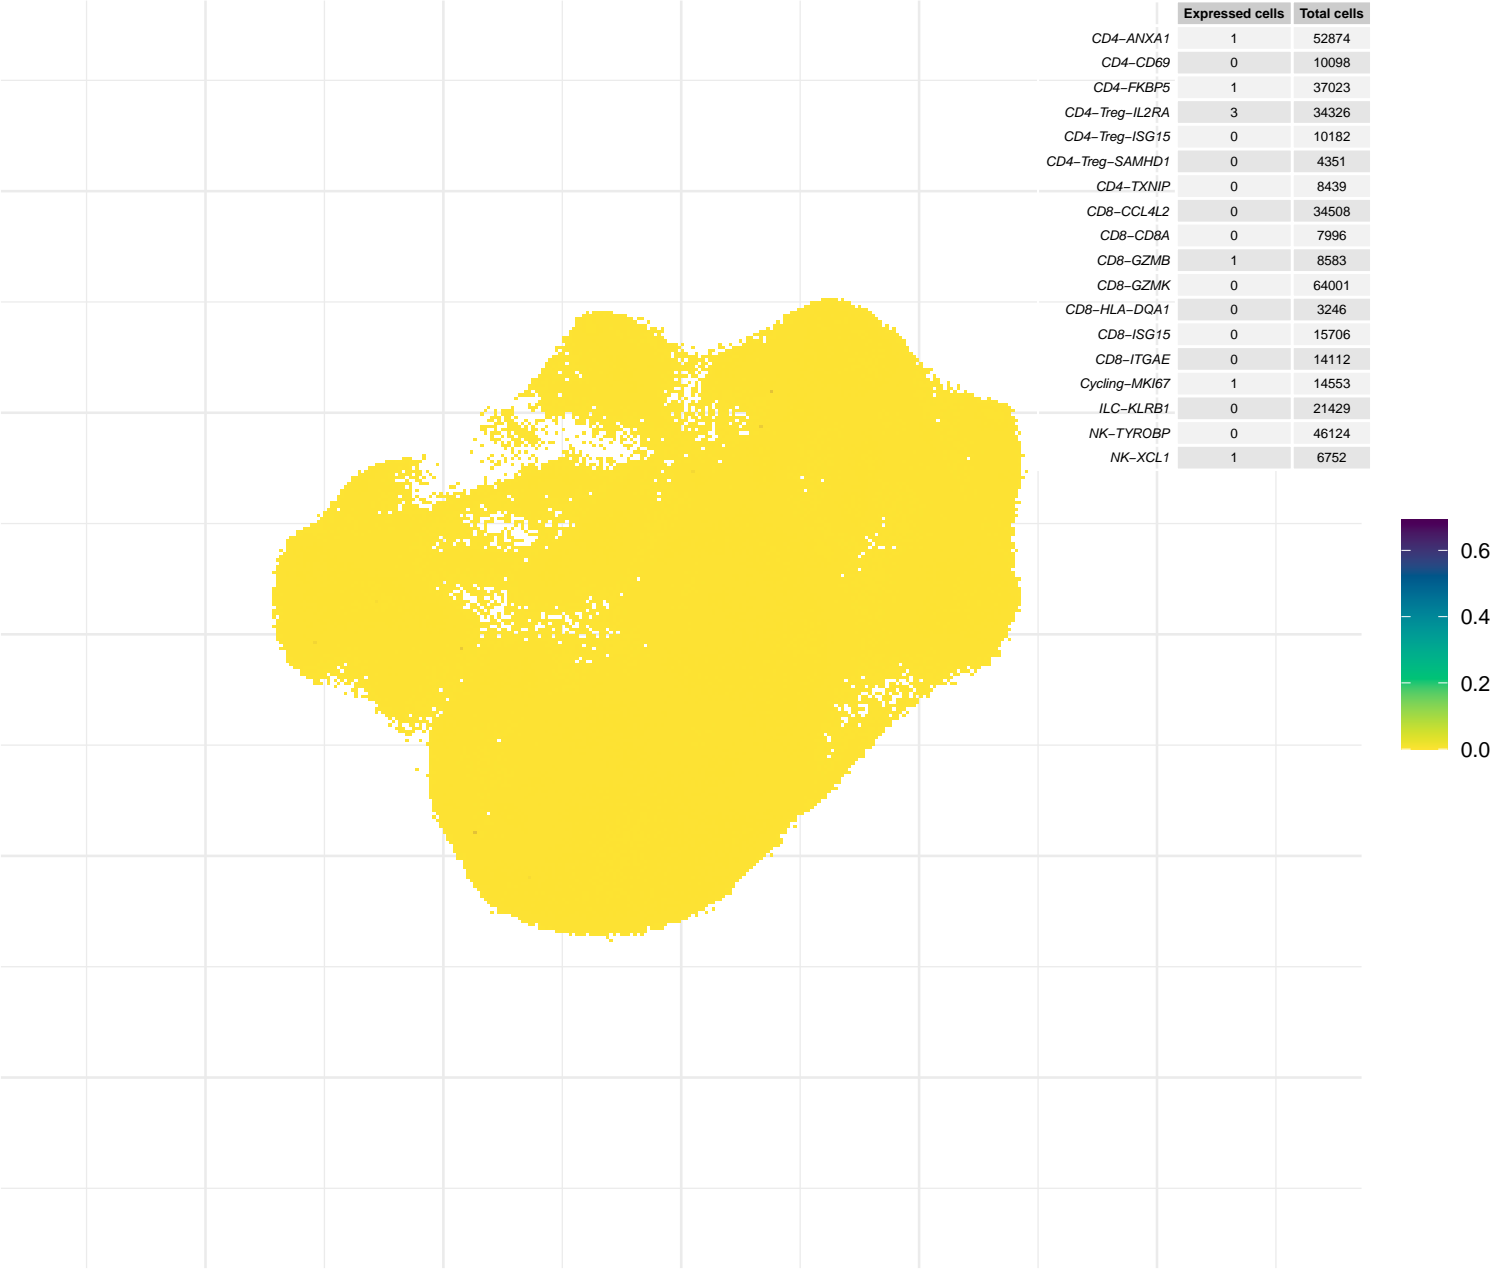 Expressed cells Total cells
CD4−ANXA1 1 52874
CD4−CD69 0 10098
CD4−FKBP5 1 37023
CD4−Treg−IL2RA 3 34326
CD4−Treg−ISG15 0 10182
CD4−Treg−SAMHD1 0 4351
CD4−TXNIP 0 8439
CD8−CCL4L2 0 34508
CD8−CD8A 0 7996
CD8−GZMB 1 8583
CD8−GZMK 0 64001
CD8−HLA−DQA1 0 3246
CD8−ISG15 0 15706
CD8−ITGAE 0 14112
Cycling−MKI67 1 14553
ILC−KLRB1 0 21429
NK−TYROBP 0 46124
NK−XCL1 1 6752
0.6
0.4
0.2
0.0